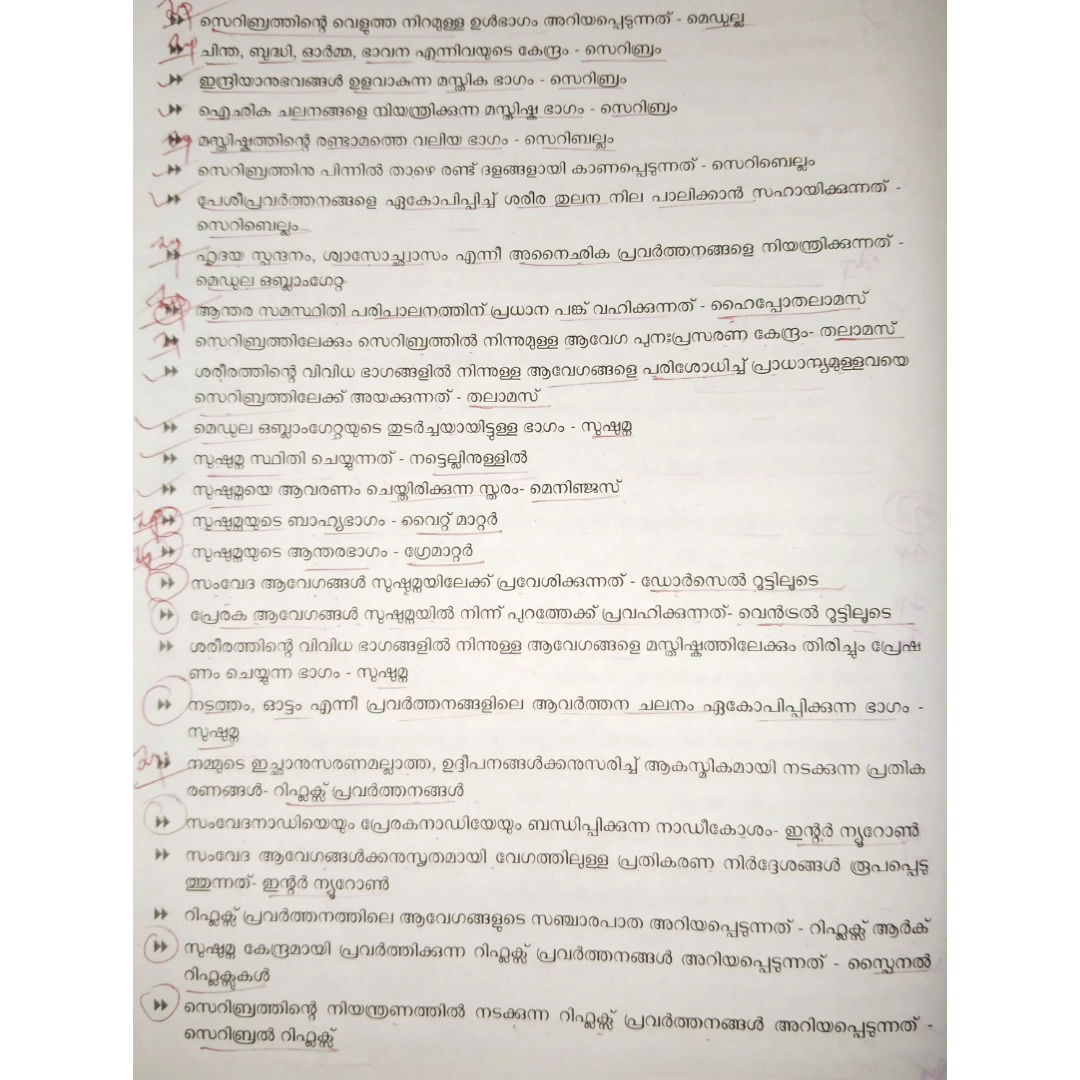 സെറിബ്രത്തിന്റെ വെളുത്ത നിറമുള്ള ഉൾഭാഗം അറിയപ്പെടുന്നത് - മെഡുല്ല
ചിന്ത, ബുദ്ധി, ഓർമ്മ, ഭാവന എന്നിവയുടെ കേന്ദ്രം - സെറിബ്രം
ഇന്ദ്രിയാനുഭവങ്ങൾ ഉളവാകുന്ന മസ്തിക ഭാഗം - സെറിബ്രം
ഐഛിക ചലനങ്ങളെ നിയന്ത്രിക്കുന്ന മസ്തിഷ്ക ഭാഗം - സെറിബ്രം
മസ്തിഷ്കത്തിന്റെ രണ്ടാമത്തെ വലിയ ഭാഗം - സെറിബല്ലം
സെറിബ്രത്തിനു പിന്നിൽ താഴെ രണ്ട് ദളങ്ങളായി കാണപ്പെടുന്നത് - സെറിബെല്ലം
പേശീപ്രവർത്തനങ്ങളെ ഏകോപിപ്പിച്ച് ശരീര തുലന നില പാലിക്കാൻ സഹായിക്കുന്നത് -
സെറിബെല്ലം
ഹൃദയ സ്പന്ദനം, ശ്വാസോച്ഛ്വാസം എന്നീ അനൈഛിക പ്രവർത്തനങ്ങളെ നിയന്ത്രിക്കുന്നത് -
മെഡുല ഒബ്ലാംഗേറ്റ
ആന്തര സമസ്ഥിതി പരിപാലനത്തിന് പ്രധാന പങ്ക് വഹിക്കുന്നത് - ഹൈപ്പോതലാമസ്
സെറിബ്രത്തിലേക്കും സെറിബ്രത്തിൽ നിന്നുമുള്ള ആവേഗ പുനഃപ്രസരണ കേന്ദ്രം- തലാമസ്
ശരീരത്തിന്റെ വിവിധ ഭാഗങ്ങളിൽ നിന്നുള്ള ആവേഗങ്ങളെ പരിശോധിച്ച് പ്രാധാന്യമുള്ളവയെ
സെറിബ്രത്തിലേക്ക് അയക്കുന്നത് - തലാമസ്
മെഡുല ഒബ്ലാംഗേറ്റയുടെ തുടർച്ചയായിട്ടുള്ള ഭാഗം - സുഷുമ്ന
സുഷുമ്ന സ്ഥിതി ചെയ്യുന്നത് - നട്ടെല്ലിനുള്ളിൽ
സുഷുമ്നയെ ആവരണം ചെയ്തിരിക്കുന്ന സ്തരം- മെനിഞ്ജസ്
സുഷുമ്നയുടെ ബാഹ്യഭാഗം - വൈറ്റ് മാറ്റർ
സുഷുമ്നയുടെ ആന്തരഭാഗം - ഗ്രേമാറ്റർ
സംവേദ ആവേഗങ്ങൾ സുഷുമ്നയിലേക്ക് പ്രവേശിക്കുന്നത് - ഡോർസെൽ റൂട്ടിലൂടെ
പ്രേരക ആവേഗങ്ങൾ സുഷുമ്നയിൽ നിന്ന് പുറത്തേക്ക് പ്രവഹിക്കുന്നത്- വെൻട്രൽ റൂട്ടിലൂടെ
ശരീരത്തിന്റെ വിവിധ ഭാഗങ്ങളിൽ നിന്നുള്ള ആവേഗങ്ങളെ മസ്തിഷ്കത്തിലേക്കും തിരിച്ചും പ്രേഷ
ണം ചെയ്യുന്ന ഭാഗം - സുഷുമ്ന
നടത്തം, ഓട്ടം എന്നീ പ്രവർത്തനങ്ങളിലെ ആവർത്തന ചലനം ഏകോപിപ്പിക്കുന്ന ഭാഗം -
സുഷുമ്ന
നമ്മുടെ ഇച്ഛാനുസരണമല്ലാത്ത, ഉദ്ദീപനങ്ങൾക്കനുസരിച്ച് ആകസ്മികമായി നടക്കുന്ന പ്രതിക
രണങ്ങൾ- റിഫ്ലക്സ് പ്രവർത്തനങ്ങൾ
സംവേദനാഡിയെയും പ്രേരകനാഡിയേയും ബന്ധിപ്പിക്കുന്ന നാഡീകോശം- ഇന്റർ ന്യൂറോൺ
സംവേദ ആവേഗങ്ങൾക്കനുസൃതമായി വേഗത്തിലുള്ള പ്രതികരണ നിർദ്ദേശങ്ങൾ രൂപപ്പെടു
ത്തുന്നത്- ഇന്റർ ന്യൂറോൺ
റിഫ്ലക്സ് പ്രവർത്തനത്തിലെ ആവേഗങ്ങളുടെ സഞ്ചാരപാത അറിയപ്പെടുന്നത് - റിഫ്ലക്സ് ആർക്
സുഷുമ്ന കേന്ദ്രമായി പ്രവർത്തിക്കുന്ന റിഫ്ലക്സ് പ്രവർത്തനങ്ങൾ അറിയപ്പെടുന്നത് - സ്പൈനൽ
റിഫ്ലക്സുകൾ
സെറിബ്രത്തിന്റെ നിയന്ത്രണത്തിൽ നടക്കുന്ന റിഫ്ലക്സ് പ്രവർത്തനങ്ങൾ അറിയപ്പെടുന്നത് -
സെറിബ്രൽ റിഫ്ലക്സ്